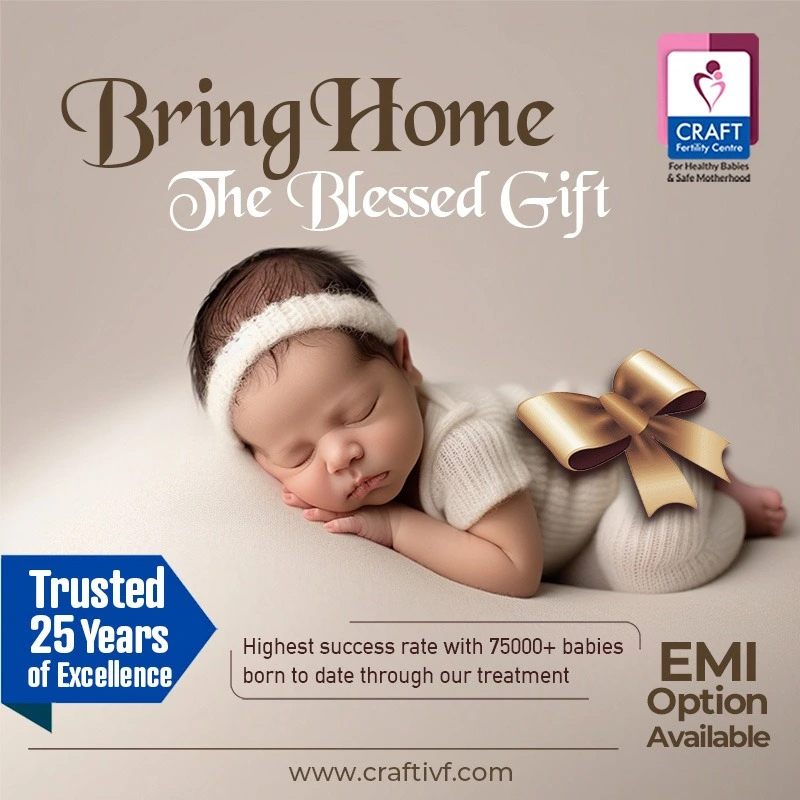 Bring Home
The Blessed Gift
CRAFT
Fertility Centre
For Healthy Babies
& Safe Motherhood
Trusted
25 Years
of Excellence
Highest success rate with 75000+ babies
born to date through our treatment
EMI
Option
Available
www.craftivf.com